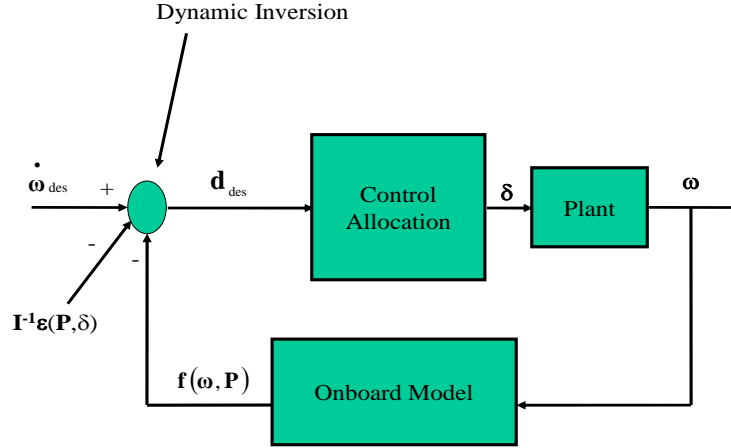 Dynamic Inversion
ω̇ des
+
d des
Control
Allocation
δ
Plant
ω
-
-
I⁻¹ε(P,δ)
f(ω,P)
Onboard Model